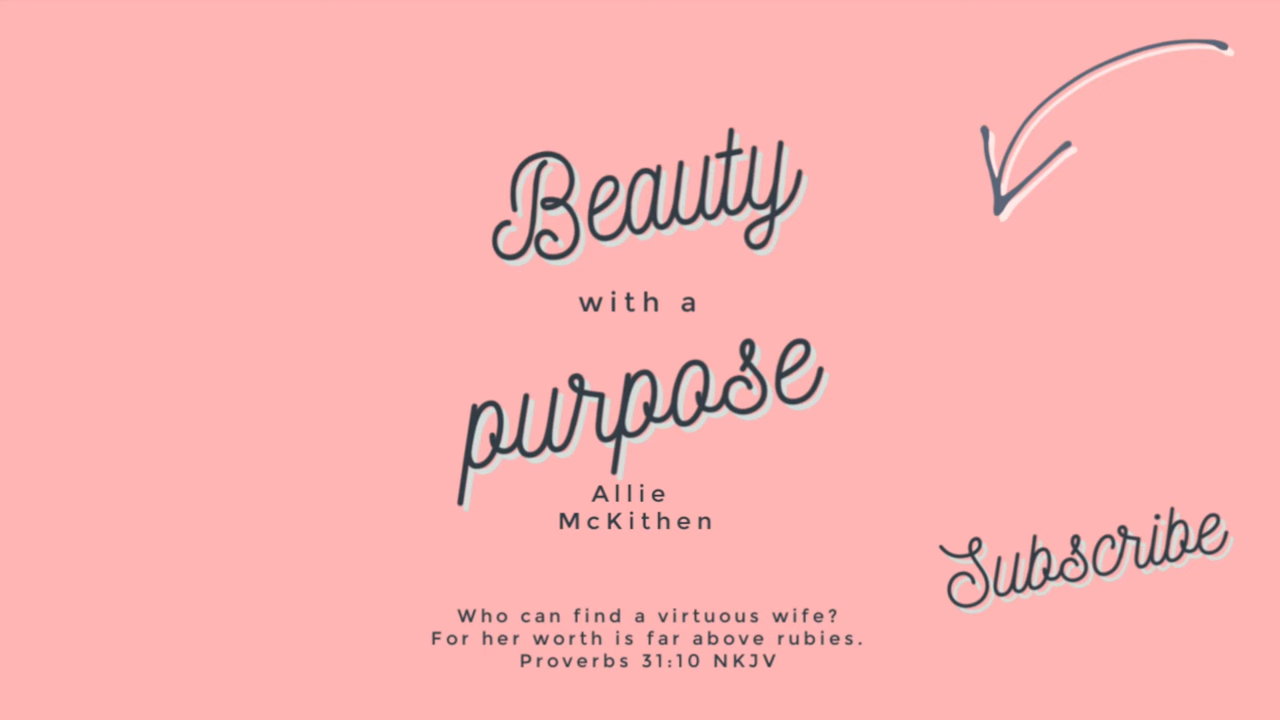 Beauty
with a
purpose
Allie
McKithen
Subscribe
Who can find a virtuous wife?
For her worth is far above rubies.
Proverbs 31:10 NKJV